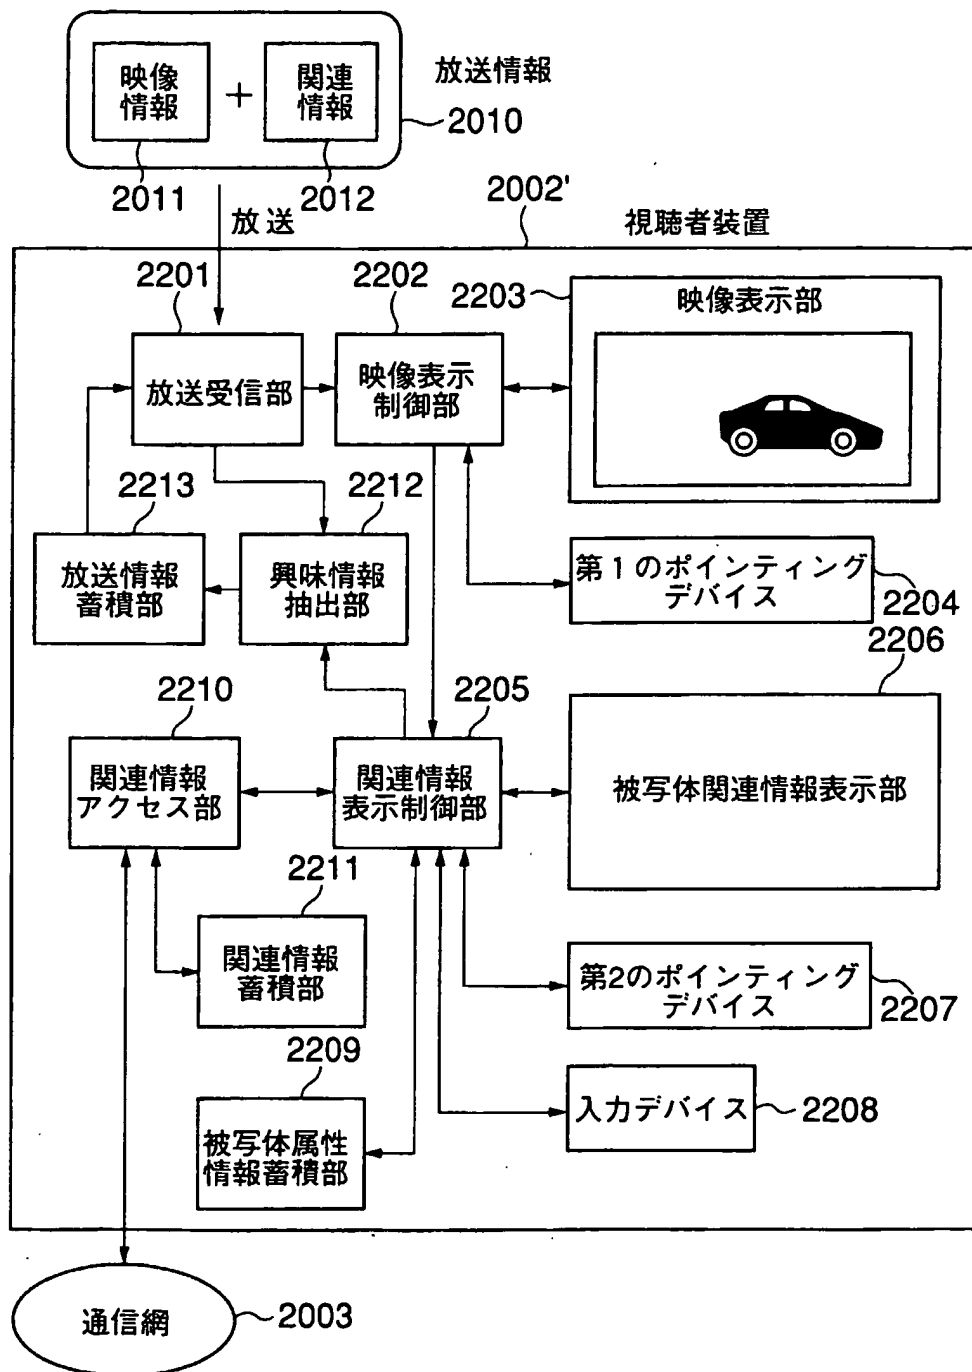 映像
情報
+
関連
情報
放送情報
2010
2011
2012
放送
2002'
視聴者装置
2201
2202
2203
映像表示部
放送受信部
映像表示
制御部
2213
2212
放送情報
蓄積部
興味情報
抽出部
第1のポインティング
デバイス
2204
2206
2210
2205
関連情報
アクセス部
関連情報
表示制御部
被写体関連情報表示部
2211
関連情報
蓄積部
第2のポインティング
デバイス
2207
2209
被写体属性
情報蓄積部
入力デバイス
2208
通信網
2003